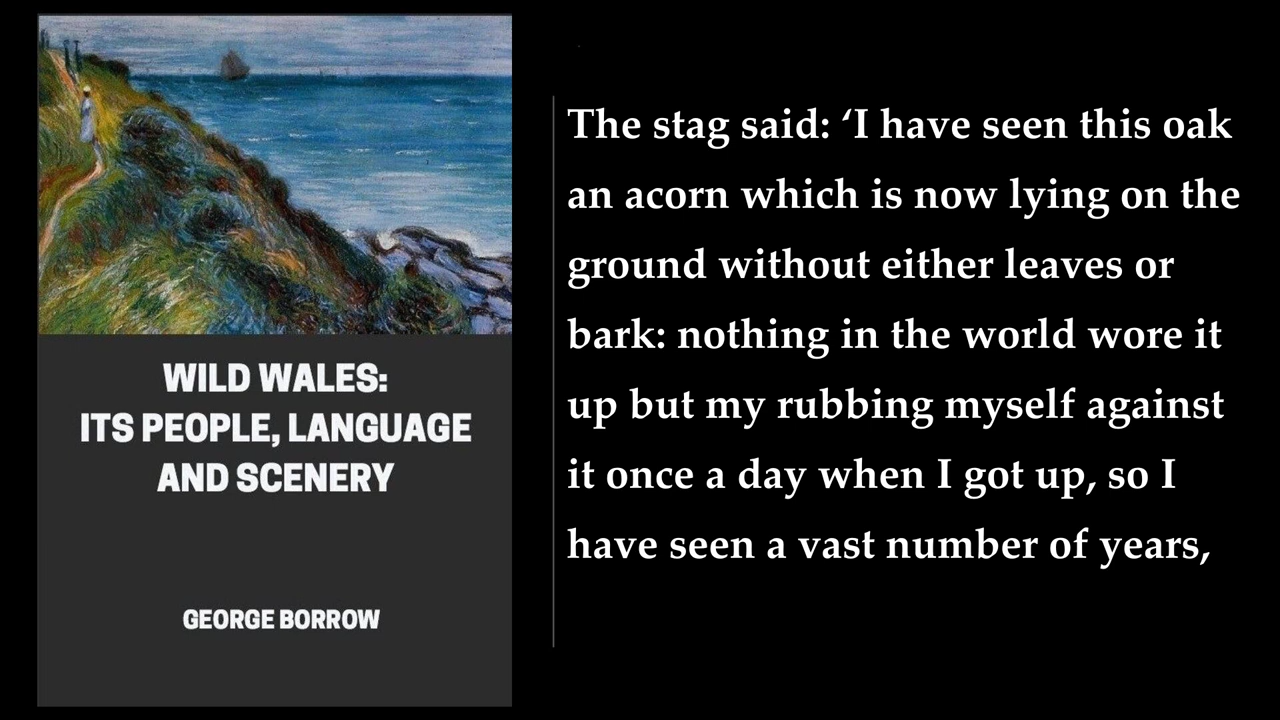 WILD WALES:
ITS PEOPLE, LANGUAGE
AND SCENERY
GEORGE BORROW
The stag said: ‘I have seen this oak
an acorn which is now lying on the
ground without either leaves or
bark: nothing in the world wore it
up but my rubbing myself against
it once a day when I got up, so I
have seen a vast number of years,